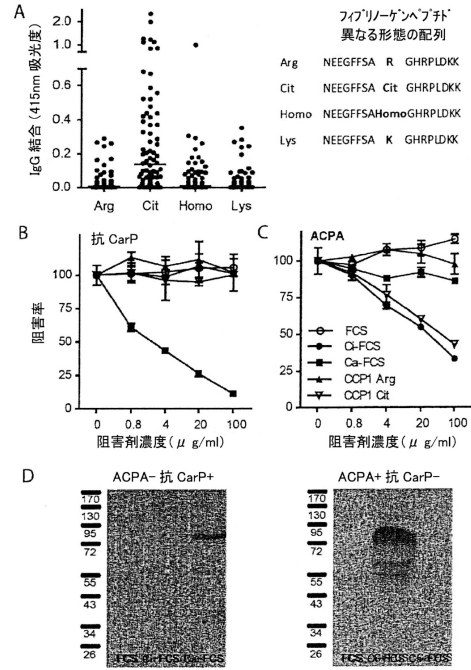 A
IgG 結合 (415nm 吸光度)
2.0
1.4
0.6
0.4
0.2
0.0
Arg Cit Homo Lys
フィブリノーゲンペプチド
異なる形態の配列
Arg NEEGFFSA R GHRPLDKK
Cit NEEGFFSA Cit GHRPLDKK
Homo NEEGFFSAHomoGHRPLDKK
Lys NEEGFFSA K GHRPLDKK
B
抗 CarP
阻害率
100
75
50
25
0
0 0.8 4 20 100
阻害剤濃度(μg/ml)
C
ACPA
100
75
50
25
0
FCS
Ci-FCS
Ca-FCS
CCP1 Arg
CCP1 Cit
0 0.8 4 20 100
阻害剤濃度(μg/ml)
D
ACPA- 抗 CarP+
170
130
95
72
55
43
34
26
ACPA+ 抗 CarP-
170
130
95
72
55
43
34
26